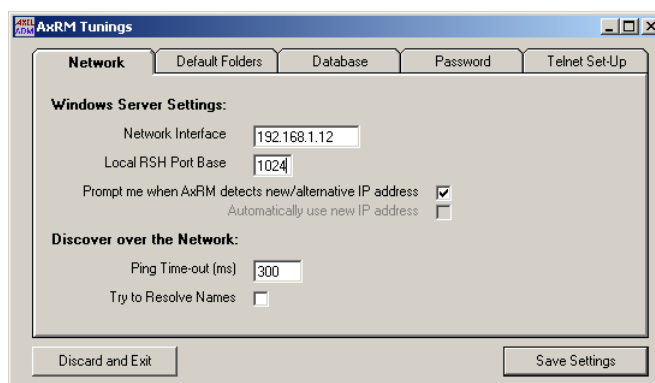 AXEL ADM AxRM Tunings
Network Default Folders Database Password Telnet Set-Up
Windows Server Settings:
Network Interface 192.168.1.12
Local RSH Port Base 1024
Prompt me when AxRM detects new/alternative IP address
Automatically use new IP address
Discover over the Network:
Ping Time-out (ms) 300
Try to Resolve Names
Discard and Exit Save Settings